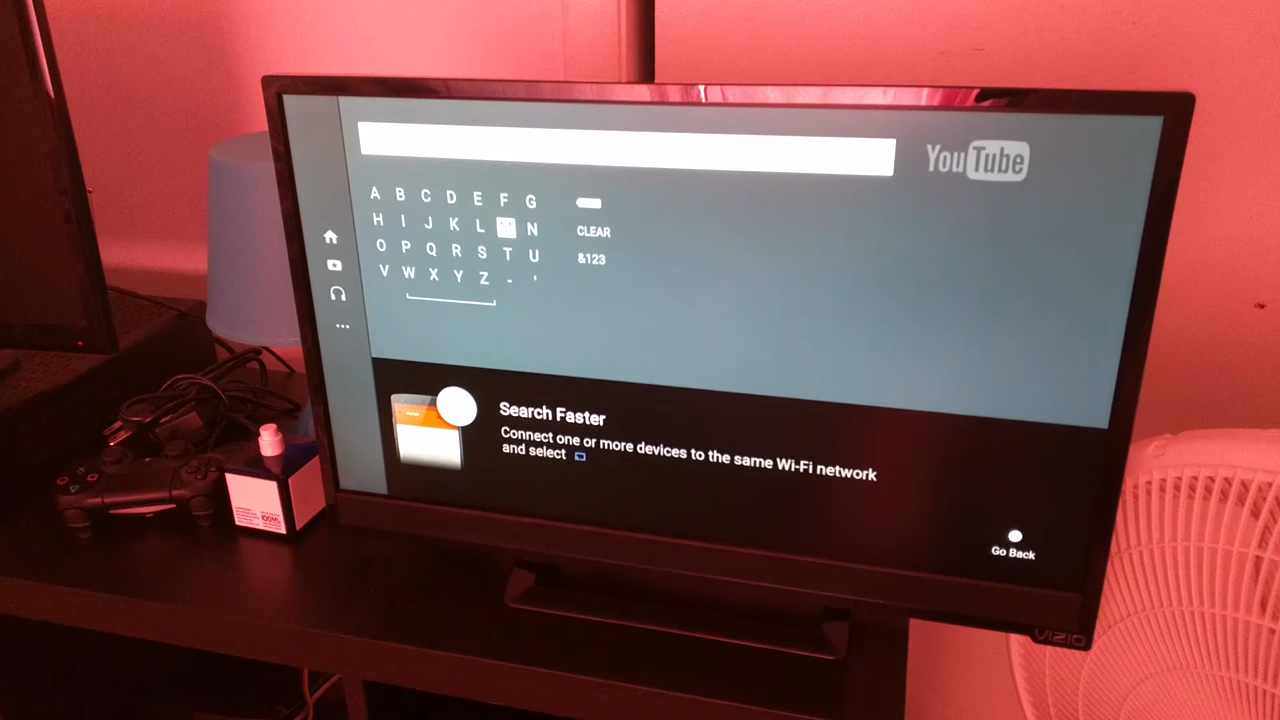 YouTube
A B C D E F G
H I J K L M N CLEAR
O P Q R S T U &123
V W X Y Z - '
Search Faster
Connect one or more devices to the same Wi-Fi network
and select
Go Back
100ML
VIZIO